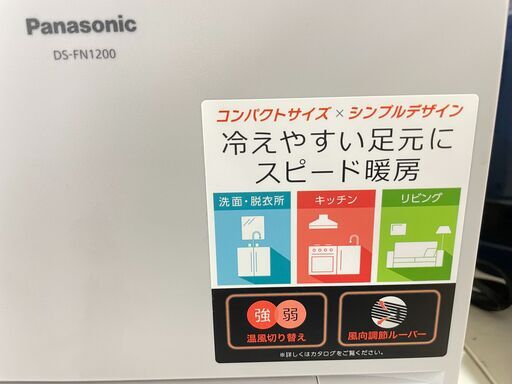 Panasonic
DS-FN1200
コンパクトサイズ×シンプルデザイン
冷えやすい足元に
スピード暖房
洗面・脱衣所
キッチン
リビング
強 弱
温風切り替え
風向調節ルーバー
※詳しくはカタログをご覧ください。